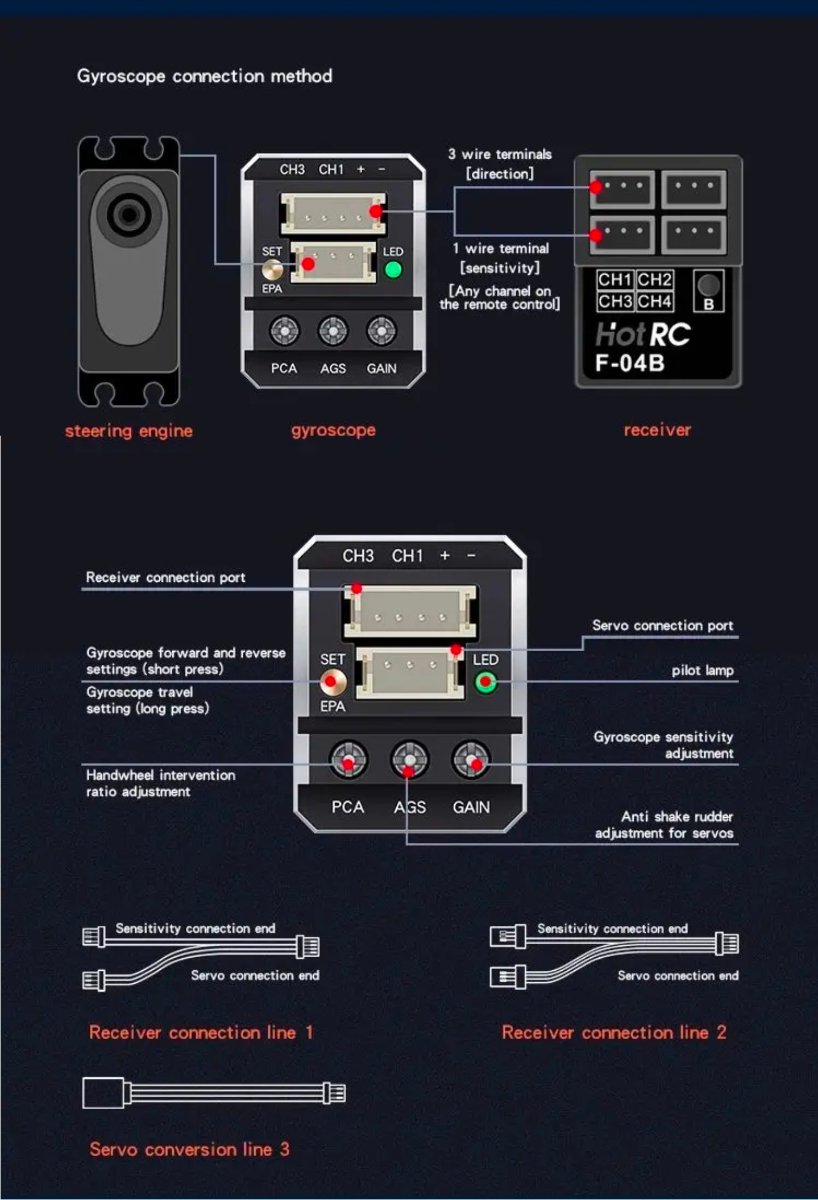 Gyroscope connection method
CH3 CH1 + −
SET
EPA
LED
PCA AGS GAIN
3 wire terminals
[direction]
1 wire terminal
[sensitivity]
[Any channel on
the remote control]
CH1 CH2
CH3 CH4
B
HotRC
F-04B
steering engine
gyroscope
receiver
CH3 CH1 + −
Receiver connection port
Servo connection port
Gyroscope forward and reverse
settings (short press)
Gyroscope travel
setting (long press)
SET
EPA
LED
pilot lamp
Gyroscope sensitivity
adjustment
Handwheel intervention
ratio adjustment
PCA AGS GAIN
Anti shake rudder
adjustment for servos
Sensitivity connection end
Servo connection end
Receiver connection line 1
Sensitivity connection end
Servo connection end
Receiver connection line 2
Servo conversion line 3